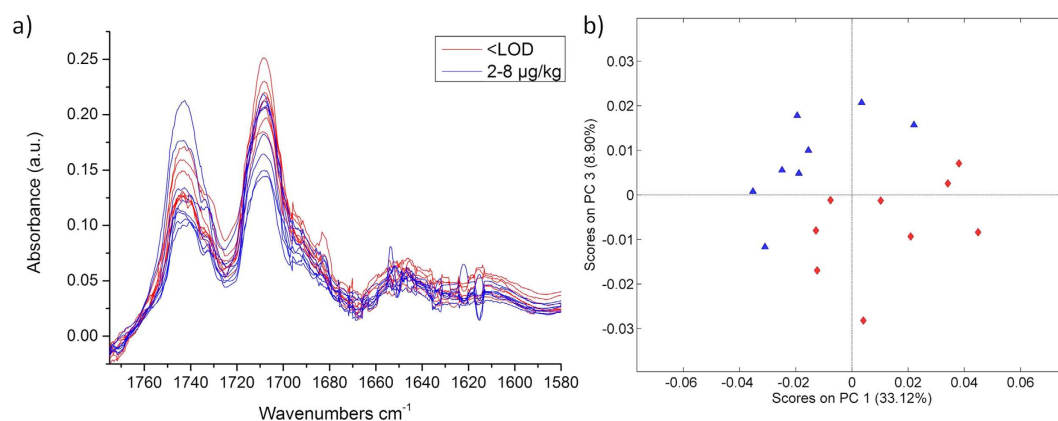 a)
Absorbance (a.u.)
0.25
0.20
0.15
0.10
0.05
0.00
<LOD
2-8 µg/kg
1760 1740 1720 1700 1680 1660 1640 1620 1600 1580
Wavenumbers cm⁻¹
b)
Scores on PC 3 (8.90%)
0.03
0.02
0.01
0
-0.01
-0.02
-0.03
-0.06 -0.04 -0.02 0 0.02 0.04 0.06
Scores on PC 1 (33.12%)